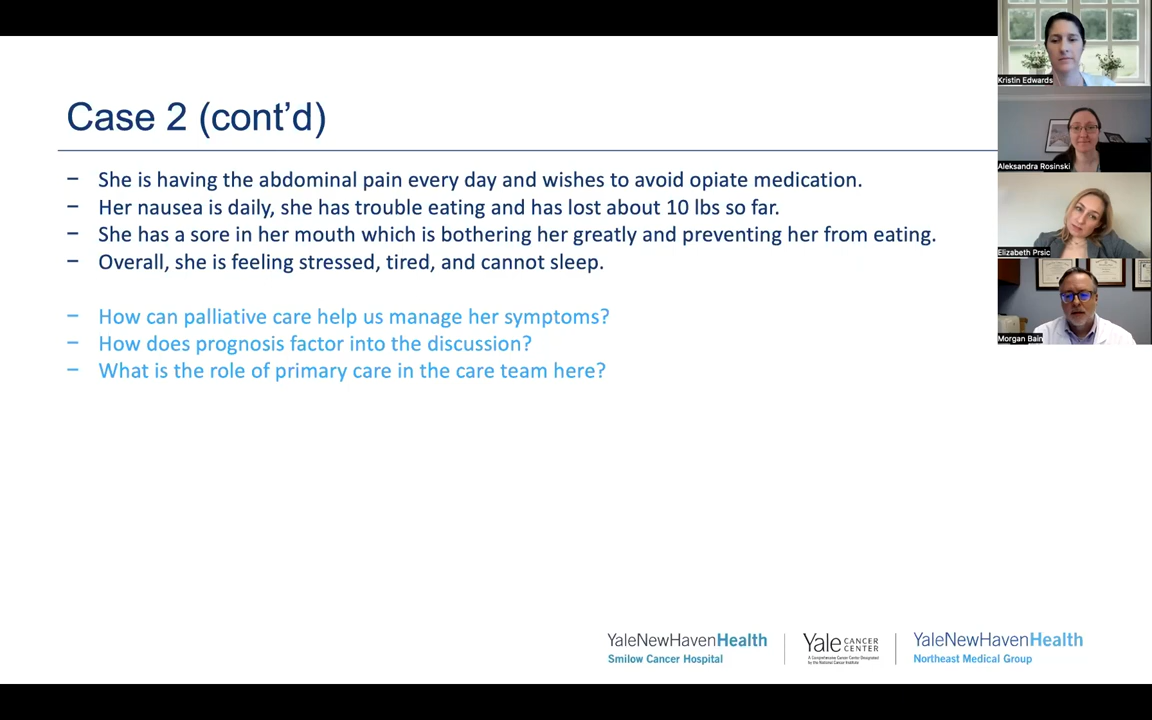 Case 2 (cont’d)
– She is having the abdominal pain every day and wishes to avoid opiate medication.
– Her nausea is daily, she has trouble eating and has lost about 10 lbs so far.
– She has a sore in her mouth which is bothering her greatly and preventing her from eating.
– Overall, she is feeling stressed, tired, and cannot sleep.
– How can palliative care help us manage her symptoms?
– How does prognosis factor into the discussion?
– What is the role of primary care in the care team here?
Kristin Edwards
Aleksandra Rosinski
Elizabeth Prsic
Morgan Bain
YaleNewHavenHealth
Smilow Cancer Hospital
Yale CANCER
CENTER
A Comprehensive Cancer Center Designated
by the National Cancer Institute
YaleNewHavenHealth
Northeast Medical Group